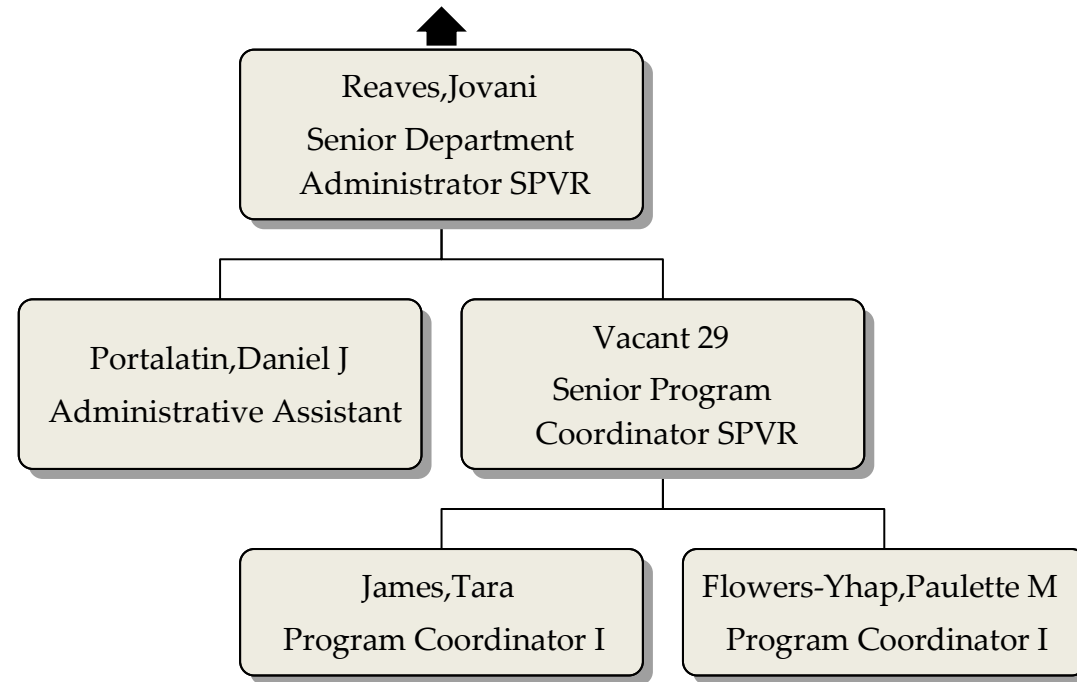 Reaves,Jovani
Senior Department
Administrator SPVR
Portalatin,Daniel J
Administrative Assistant
Vacant 29
Senior Program
Coordinator SPVR
James,Tara
Program Coordinator I
Flowers-Yhap,Paulette M
Program Coordinator I